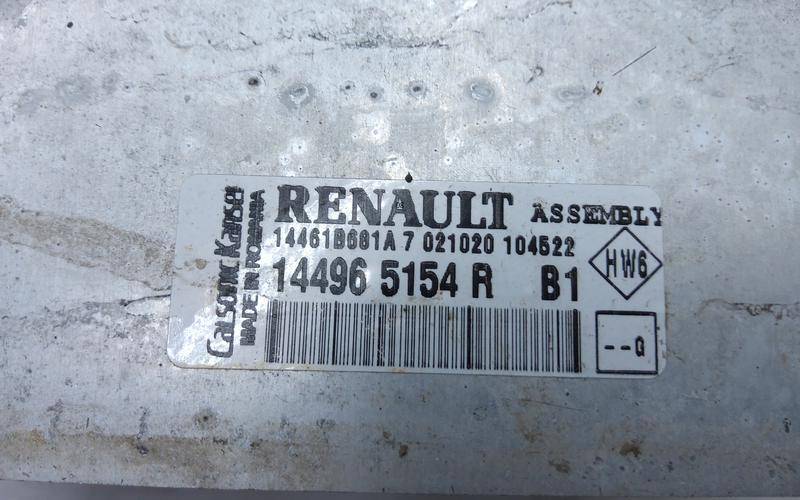 RENAULT ASSEMBLY
14461B681A 7 021020 104522
14496 5154 R B1
HW6
--G
Calsonic Kansei
MADE IN ROMANIA